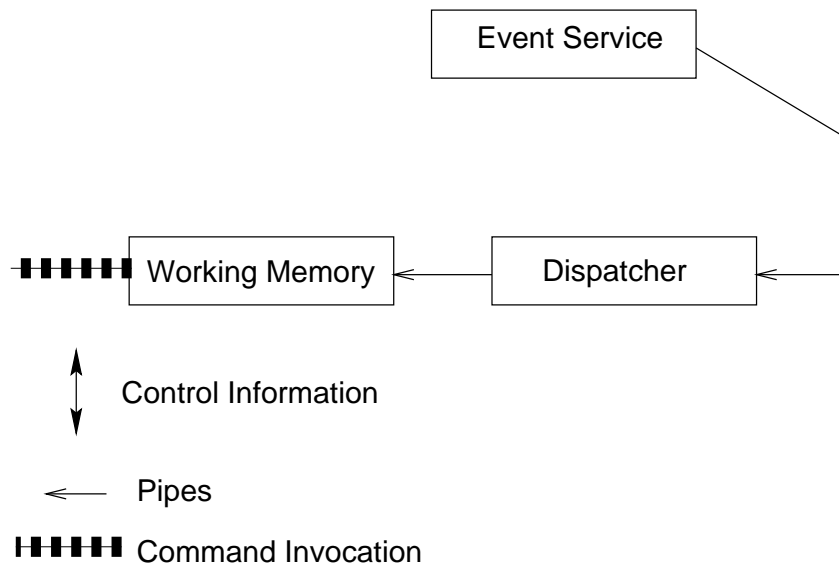 Event Service
Working Memory
Dispatcher
Control Information
Pipes
Command Invocation